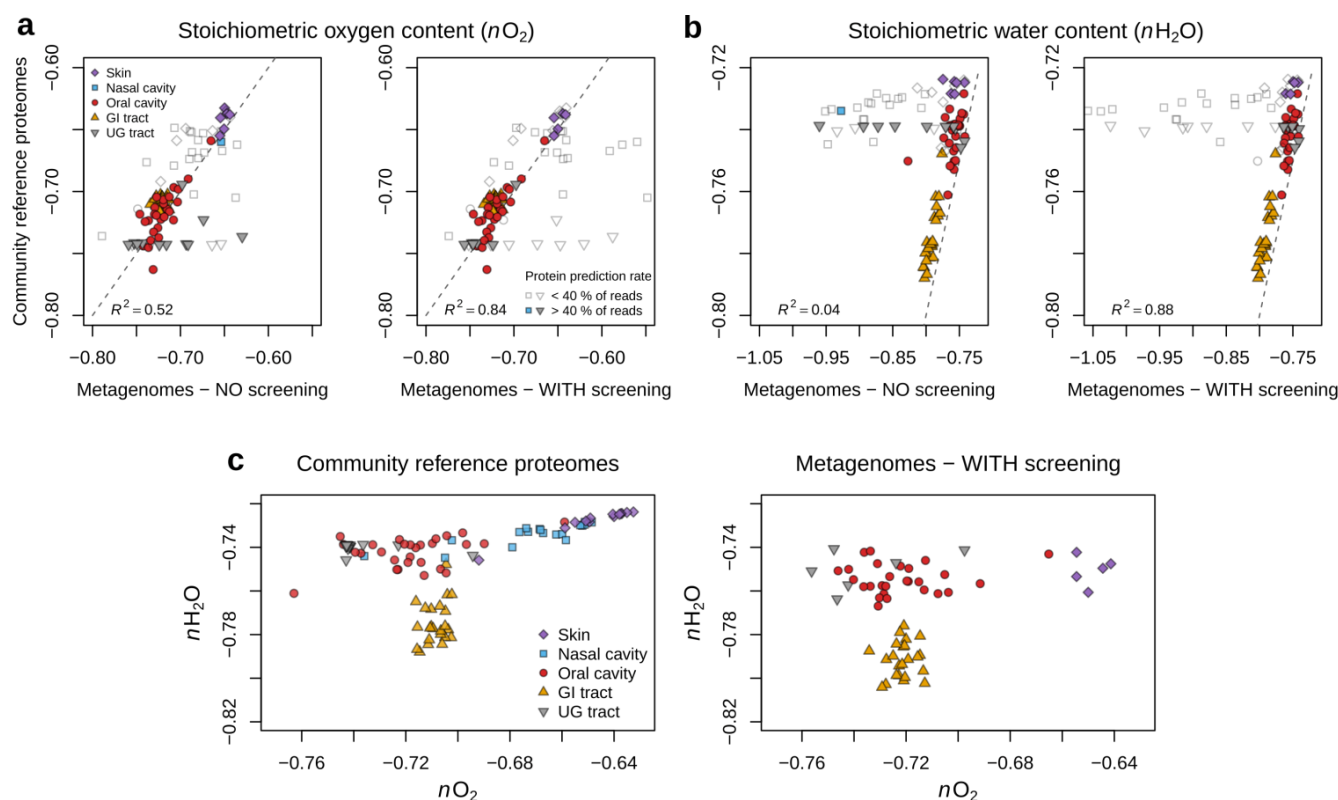 a
Stoichiometric oxygen content (nO₂)
b
Stoichiometric water content (nH₂O)
Community reference proteomes
−0.60
−0.70
−0.80
Skin
Nasal cavity
Oral cavity
GI tract
UG tract
R² = 0.52
−0.80 −0.70 −0.60
Metagenomes − NO screening
−0.60
−0.70
−0.80
Protein prediction rate
< 40 % of reads
> 40 % of reads
R² = 0.84
−0.80 −0.70 −0.60
Metagenomes − WITH screening
−0.72
−0.76
−0.80
R² = 0.04
−1.05 −0.95 −0.85 −0.75
Metagenomes − NO screening
−0.72
−0.76
−0.80
R² = 0.88
−1.05 −0.95 −0.85 −0.75
Metagenomes − WITH screening
c
Community reference proteomes
nH₂O
−0.74
−0.78
−0.82
Skin
Nasal cavity
Oral cavity
GI tract
UG tract
−0.76 −0.72 −0.68 −0.64
nO₂
Metagenomes − WITH screening
nH₂O
−0.74
−0.78
−0.82
−0.76 −0.72 −0.68 −0.64
nO₂